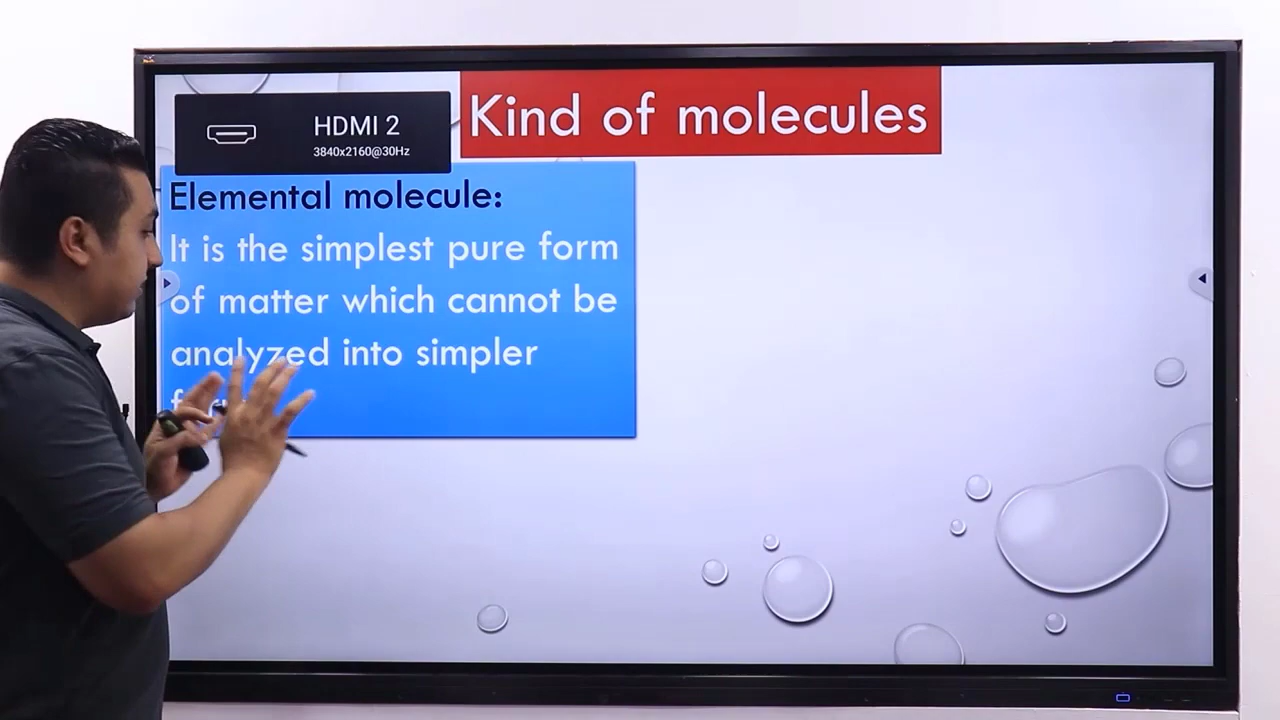 Kind of molecules
HDMI 2
3840x2160@30Hz
Elemental molecule:
It is the simplest pure form
of matter which cannot be
analyzed into simpler